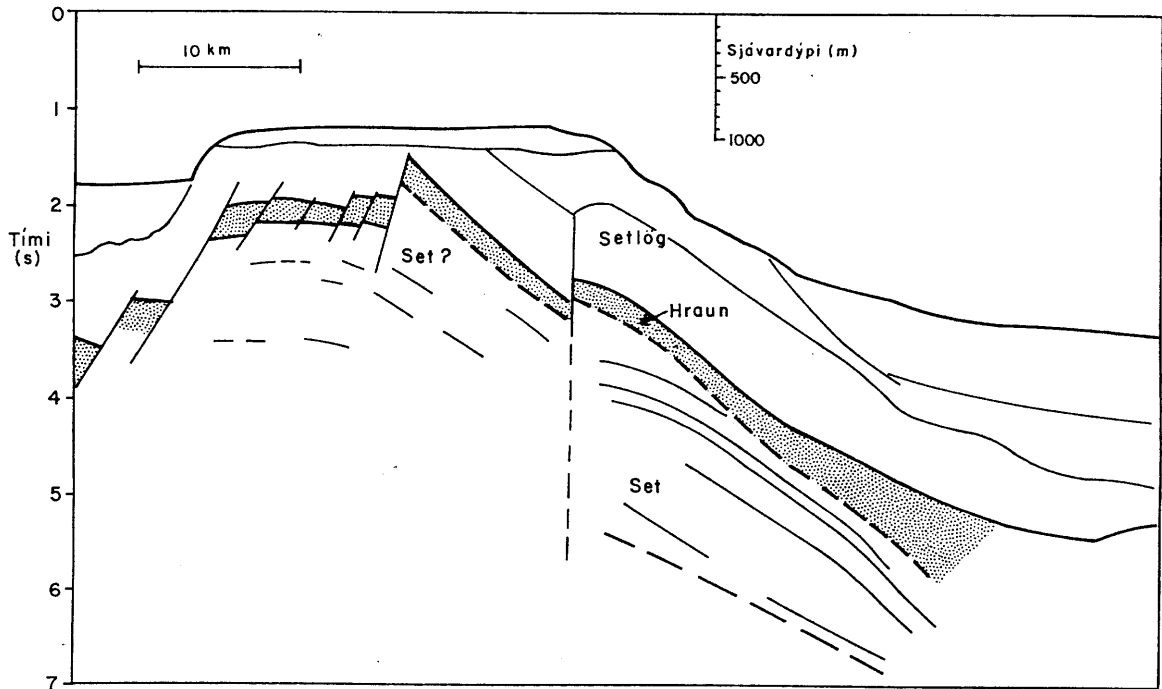 0
10 km
Sjávardýpi (m)
500
1
1000
2
Tími
(s)
Setlög
Set ?
3
Hraun
4
5
Set
6
7